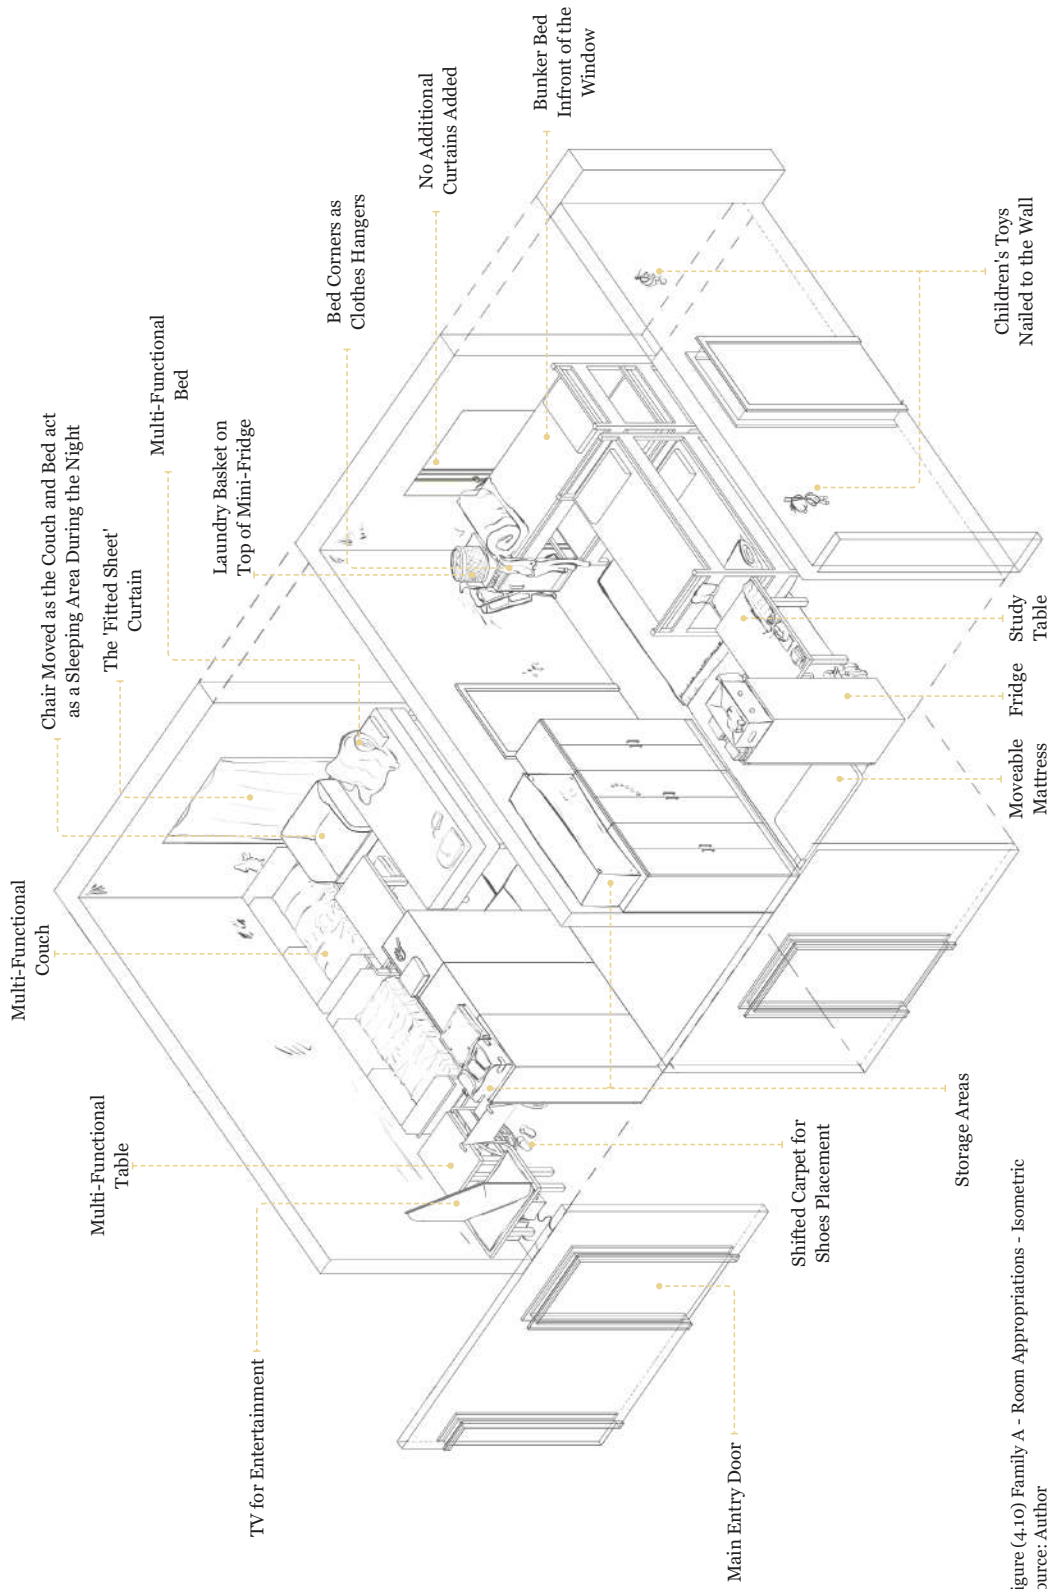 Multi-Functional
Couch
Chair Moved as the Couch and Bed act
as a Sleeping Area During the Night
The 'Fitted Sheet'
Curtain
Multi-Functional
Bed
Multi-Functional
Table
Laundry Basket on
Top of Mini-Fridge
Bed Corners as
Clothes Hangers
No Additional
Curtains Added
Bunker Bed
Infront of the
Window
TV for Entertainment
Main Entry Door
Shifted Carpet for
Shoes Placement
Storage Areas
Moveable
Mattress
Fridge
Study
Table
Children's Toys
Nailed to the Wall
igure (4.10) Family A - Room Appropriations - Isometric
ource: Author